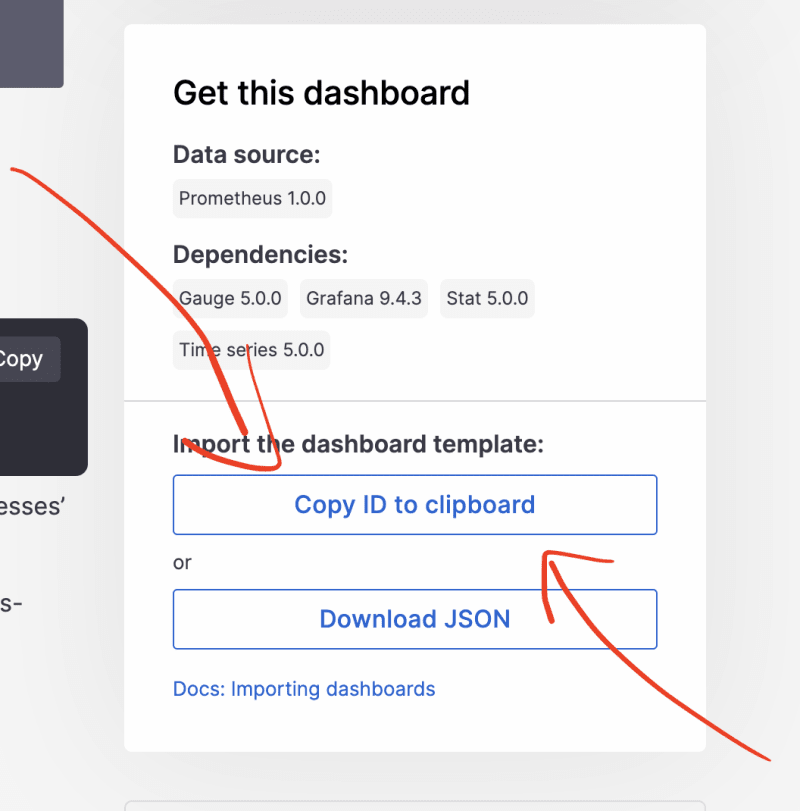 Get this dashboard
Data source:
Prometheus 1.0.0
Dependencies:
Gauge 5.0.0 Grafana 9.4.3 Stat 5.0.0
Time series 5.0.0
Copy
Import the dashboard template:
Copy ID to clipboard
esses’
or
s-
Download JSON
Docs: Importing dashboards